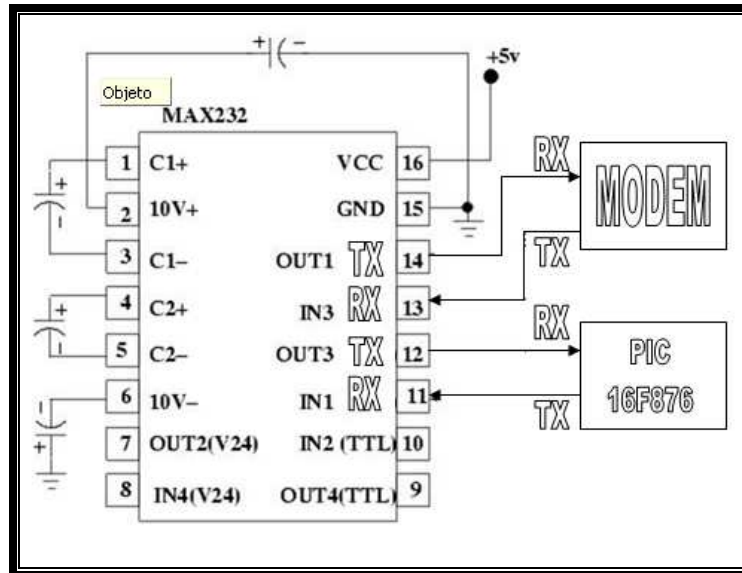 + -
+5v
Objeto
MAX232
1 C1+ VCC 16
+
-
2 10V+ GND 15
3 C1- OUT1 TX 14
4 C2+ IN3 RX 13
+
-
5 C2- OUT3 TX 12
6 10V- IN1 RX 11
-
+
7 OUT2(V24) IN2 (TTL) 10
8 IN4(V24) OUT4(TTL) 9
RX
MODEM
TX
RX
PIC
16F876
TX